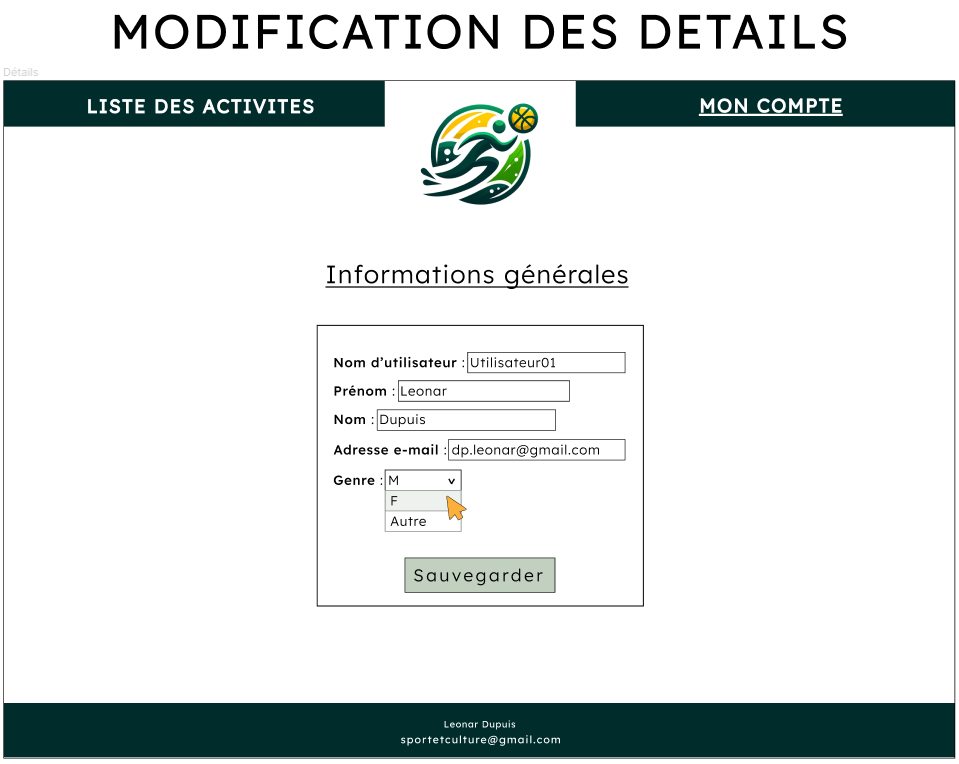 MODIFICATION DES DETAILS
Détails
LISTE DES ACTIVITES
MON COMPTE
Informations générales
Nom d'utilisateur : Utilisateur01
Prénom : Leonar
Nom : Dupuis
Adresse e-mail : dp.leonar@gmail.com
Genre : M
F
Autre
Sauvegarder
Leonar Dupuis
sportetculture@gmail.com